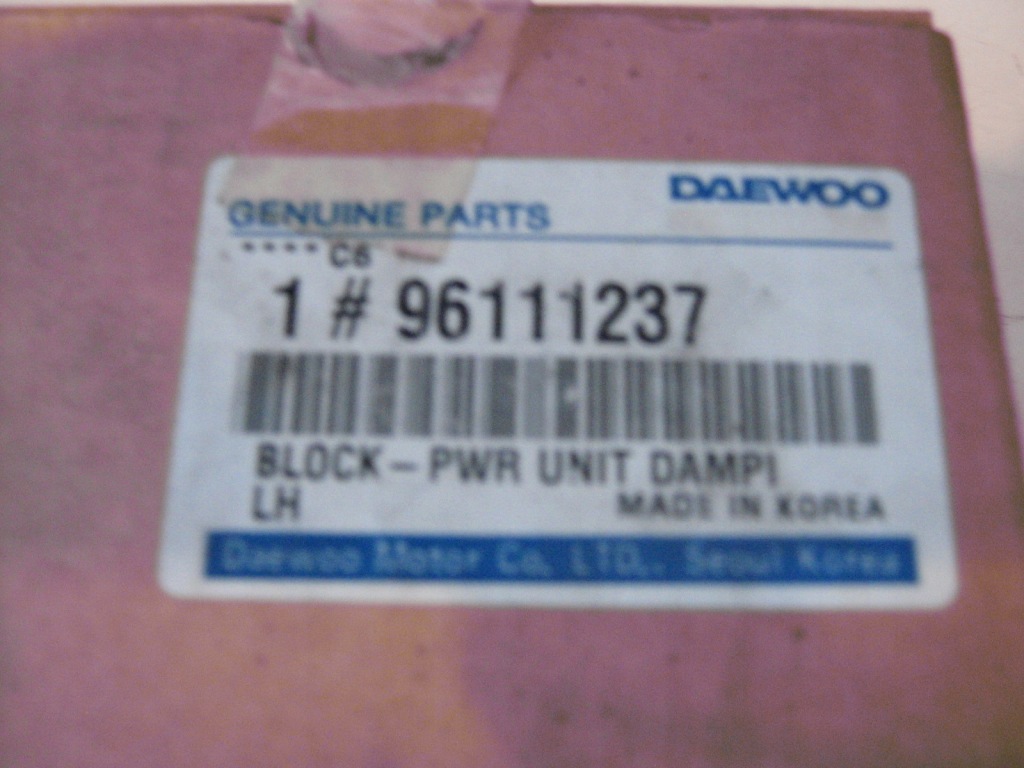 DAEWOO
GENUINE PARTS
**** C6
1 # 96111237
BLOCK - PWR UNIT DAMPI
LH MADE IN KOREA
Daewoo Motor Co. LTD,. Seoul Korea